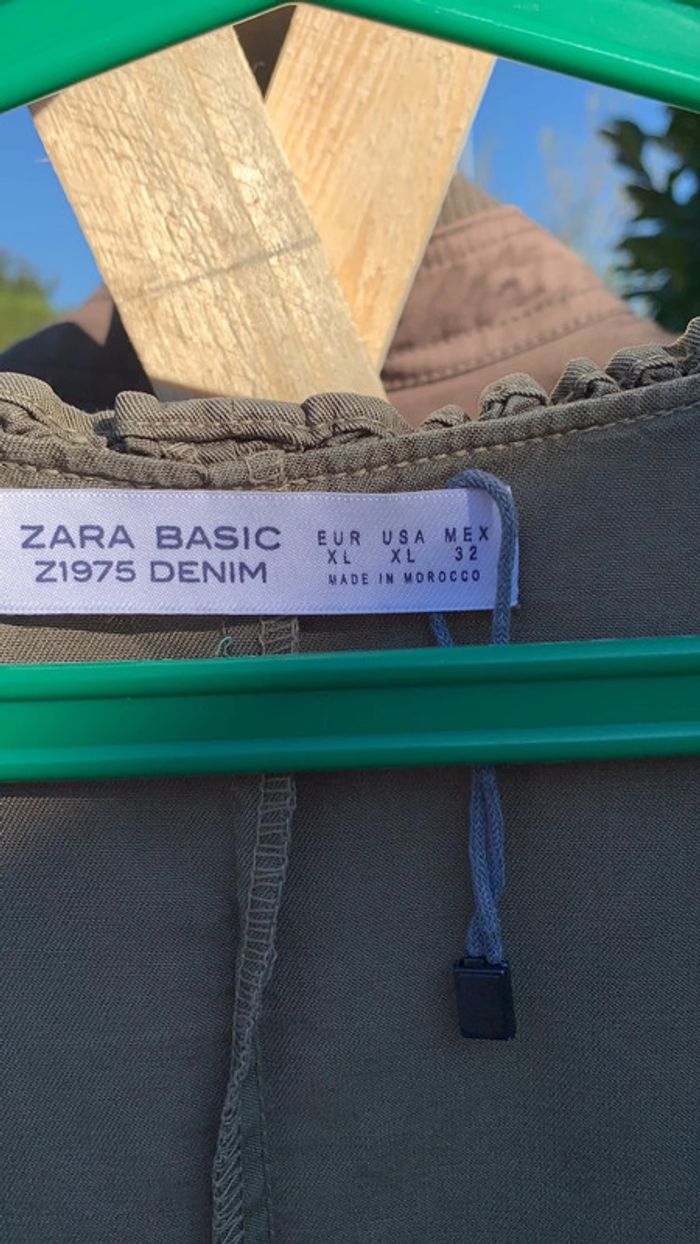 ZARA BASIC
Z1975 DENIM
EUR USA MEX
XL XL 32
MADE IN MOROCCO